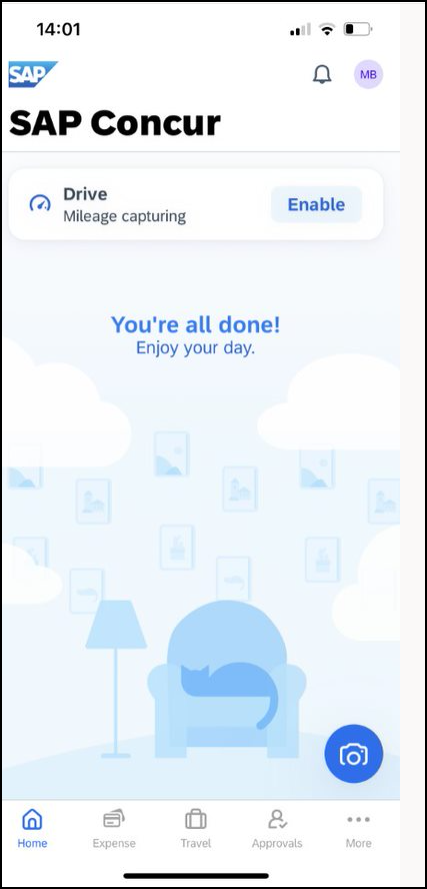 14:01
SAP
MB
SAP Concur
Drive
Mileage capturing
Enable
You're all done!
Enjoy your day.
Home
Expense
Travel
Approvals
More